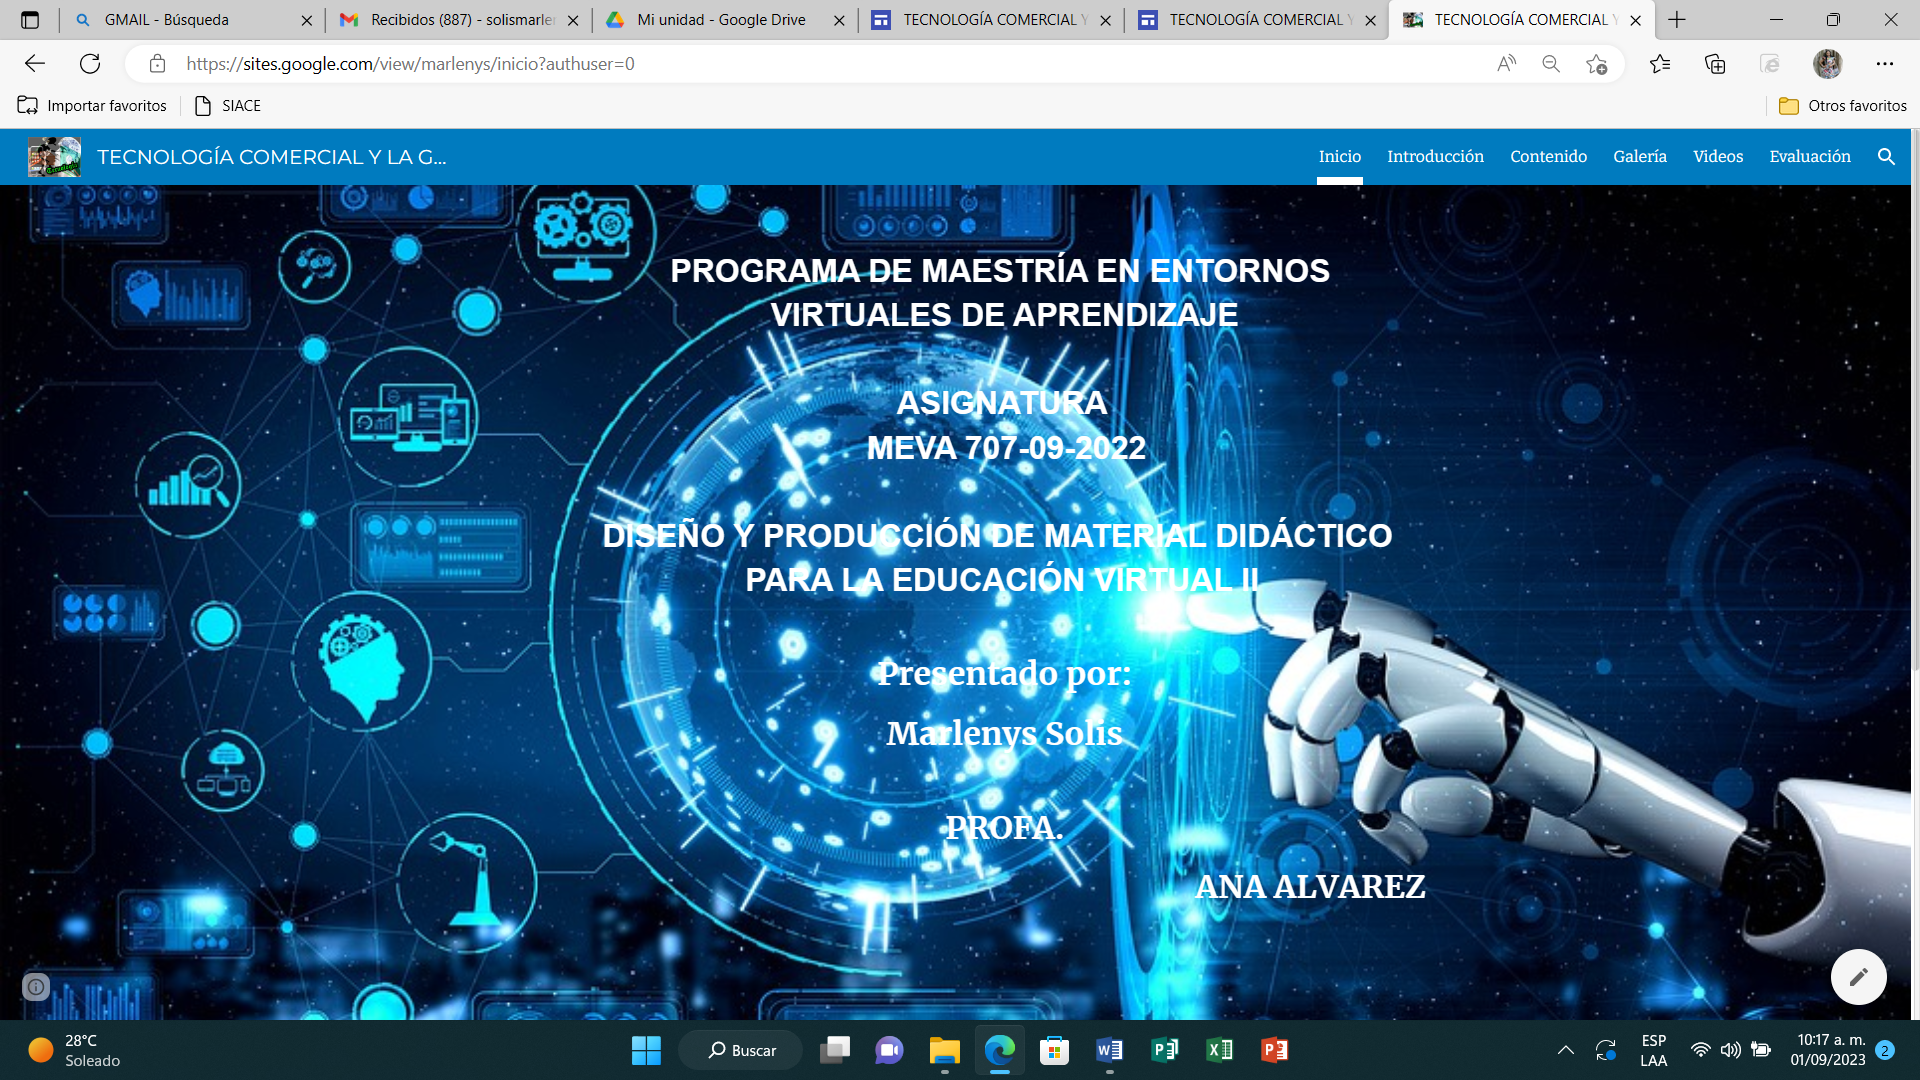 GMAIL - Búsqueda
Recibidos (887) - solismarle
Mi unidad - Google Drive
TECNOLOGÍA COMERCIAL Y
TECNOLOGÍA COMERCIAL Y
TECNOLOGÍA COMERCIAL Y
https://sites.google.com/view/marlenys/inicio?authuser=0
Importar favoritos
SIACE
Otros favoritos
TECNOLOGÍA COMERCIAL Y LA G...
Inicio
Introducción
Contenido
Galería
Videos
Evaluación
PROGRAMA DE MAESTRÍA EN ENTORNOS
VIRTUALES DE APRENDIZAJE
ASIGNATURA
MEVA 707-09-2022
DISEÑO Y PRODUCCIÓN DE MATERIAL DIDÁCTICO
PARA LA EDUCACIÓN VIRTUAL II
Presentado por:
Marlenys Solis
PROFA.
ANA ALVAREZ
28°C
Soleado
Buscar
ESP
LAA
10:17 a. m.
01/09/2023
2